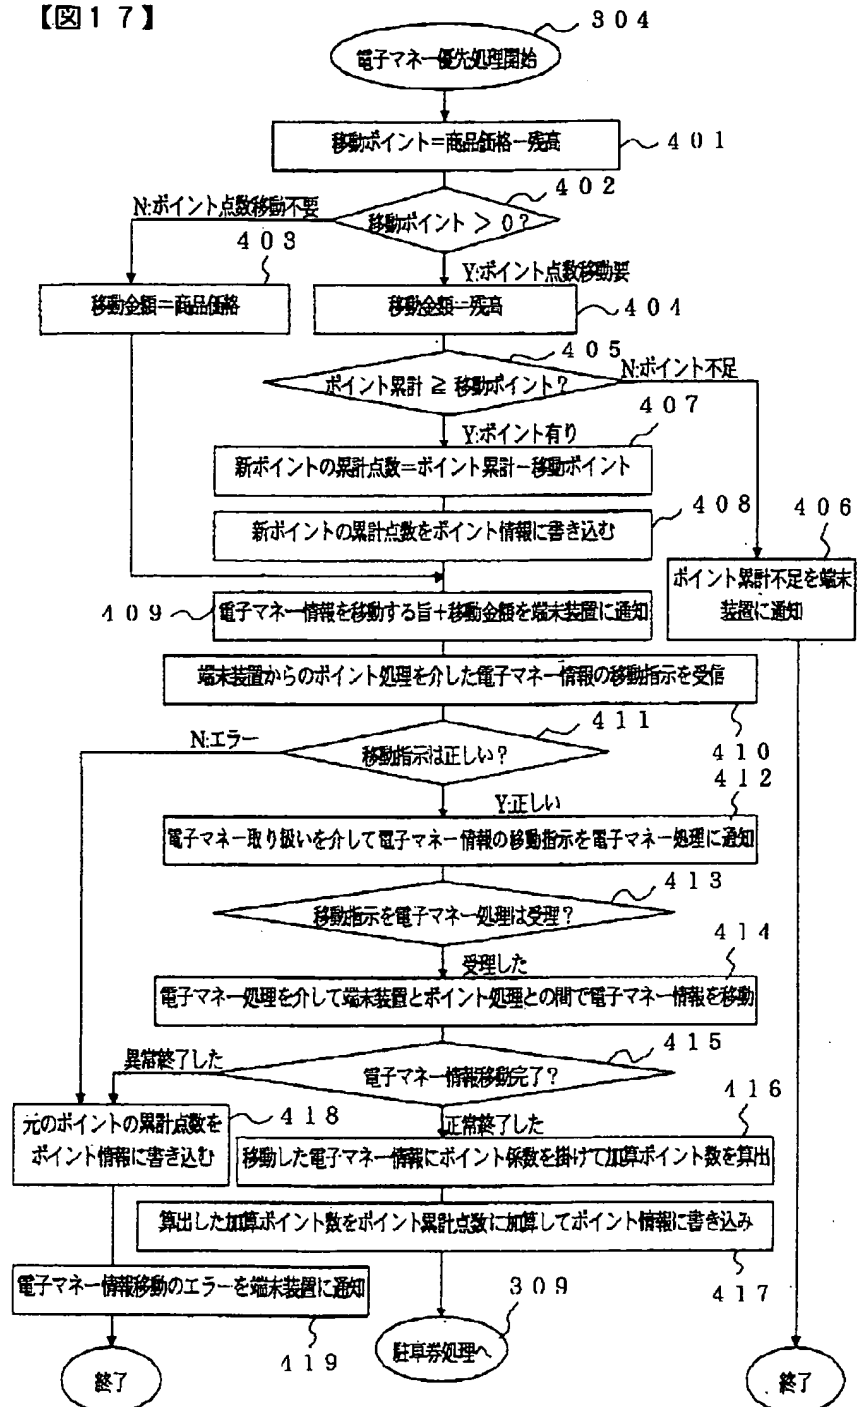 【図17】
304
電子マネー優先処理開始
移動ポイント=商品価格-残高
401
402
N:ポイント点数移動不要
移動ポイント > 0?
403
Y:ポイント点数移動要
移動金額=商品価格
移動金額=残高
404
405
ポイント累計 ≧ 移動ポイント?
N:ポイント不足
407
Y:ポイント有り
新ポイントの累計点数=ポイント累計-移動ポイント
408
406
新ポイントの累計点数をポイント情報に書き込む
ポイント累計不足を端末
装置に通知
409
電子マネー情報を移動する旨+移動金額を端末装置に通知
端末装置からのポイント処理を介した電子マネー情報の移動指示を受信
410
411
N:エラー
移動指示は正しい?
412
Y:正しい
電子マネー取り扱いを介して電子マネー情報の移動指示を電子マネー処理に通知
413
移動指示を電子マネー処理は受理?
414
受理した
電子マネー処理を介して端末装置とポイント処理との間で電子マネー情報を移動
415
異常終了した
電子マネー情報移動完了?
416
418
正常終了した
元のポイントの累計点数を
ポイント情報に書き込む
移動した電子マネー情報にポイント係数を掛けて加算ポイント数を算出
算出した加算ポイント数をポイント累計点数に加算してポイント情報に書き込み
417
電子マネー情報移動のエラーを端末装置に通知
419
309
駐車券処理へ
終了
終了